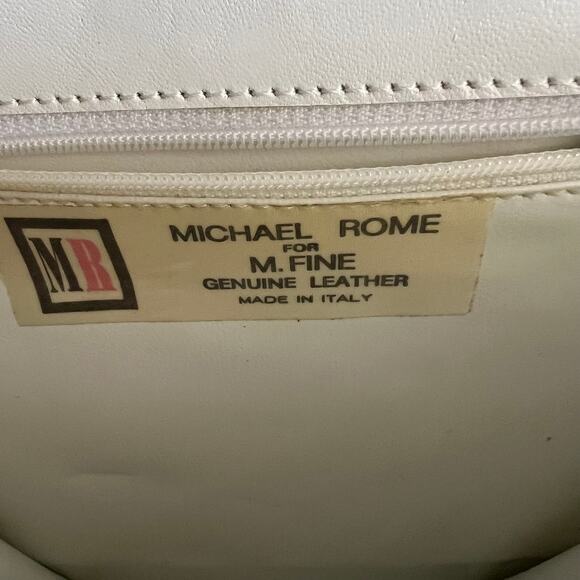 MR
MICHAEL ROME
FOR
M. FINE
GENUINE LEATHER
MADE IN ITALY